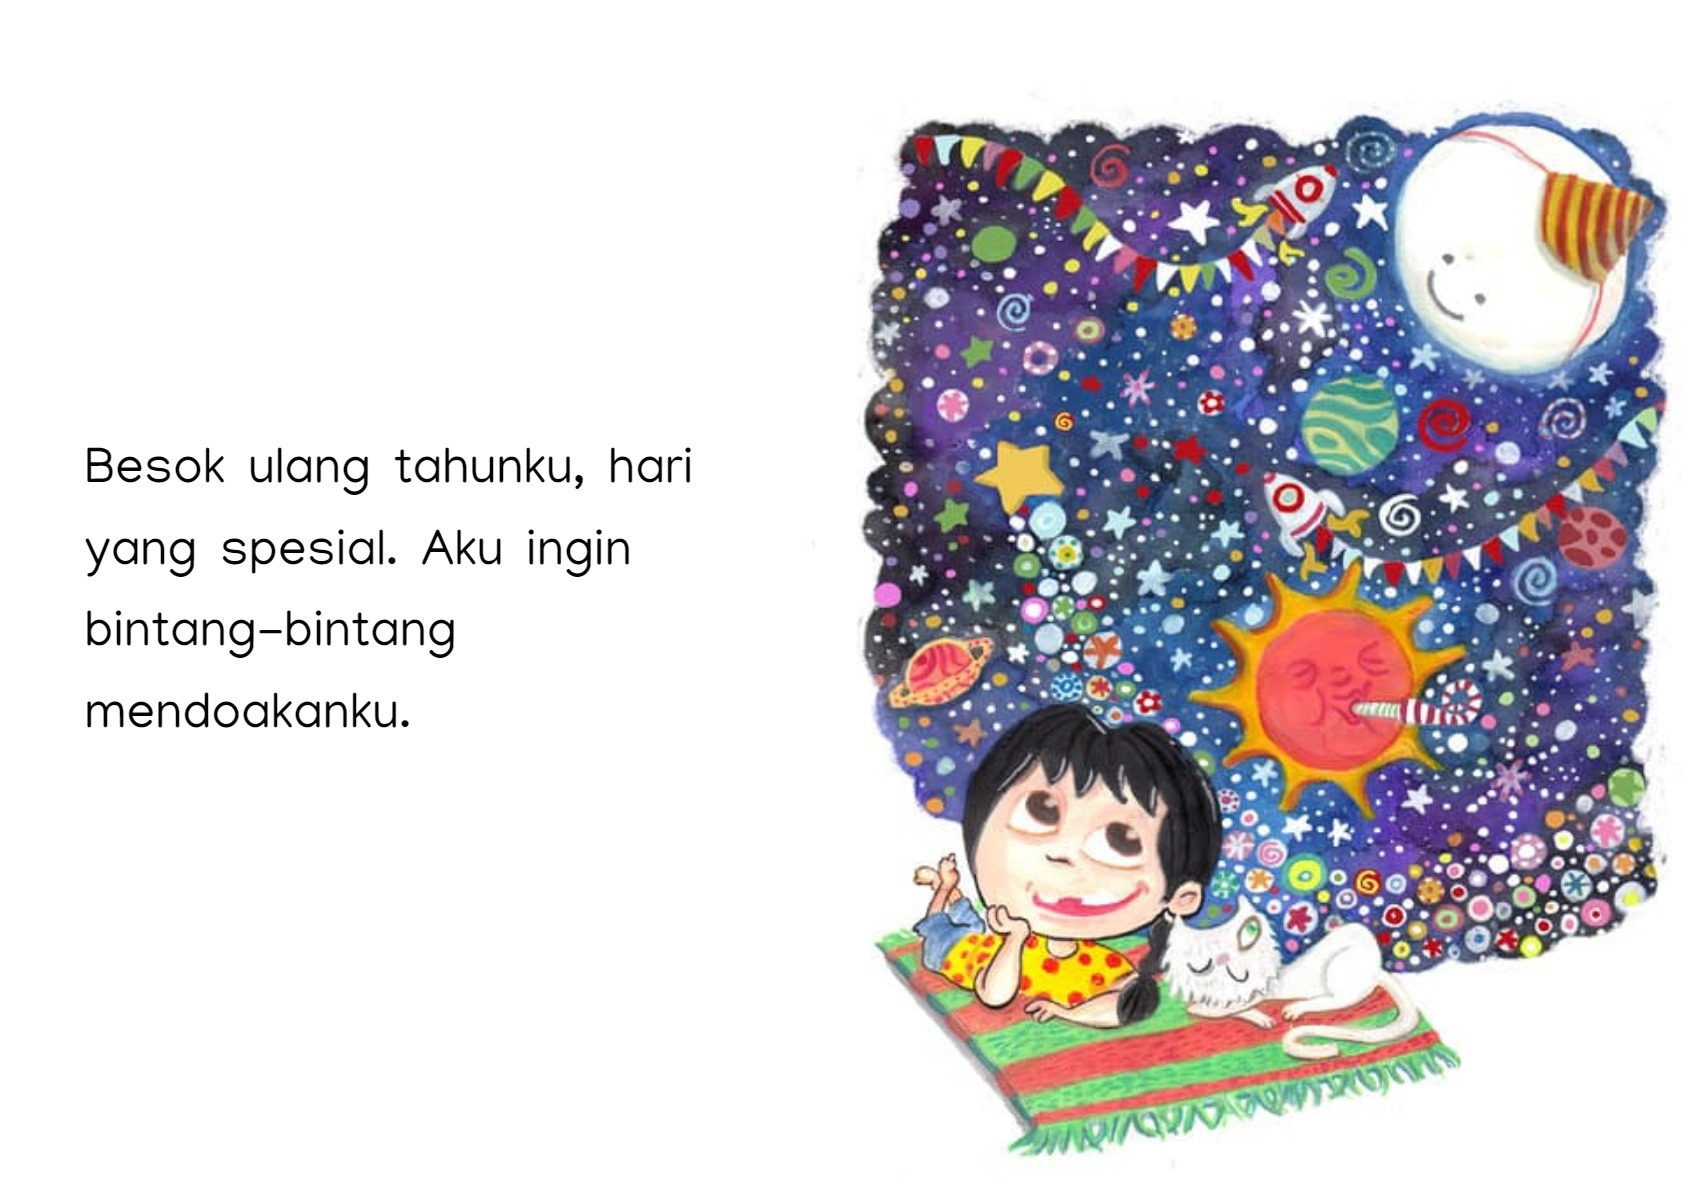 Besok ulang tahunku, hari
yang spesial. Aku ingin
bintang-bintang
mendoakanku.